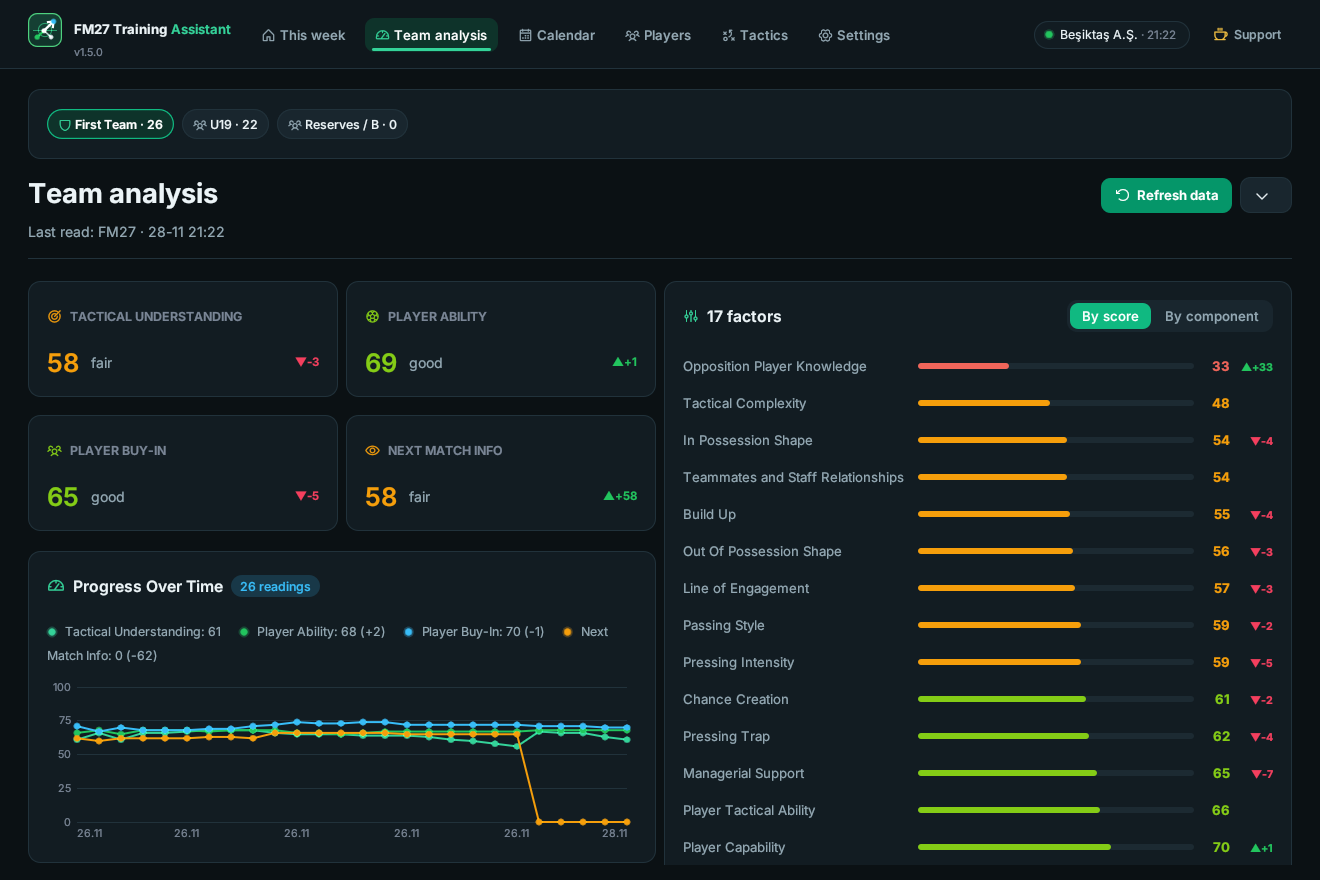 FM27 Training Assistant
v1.5.0
This week
Team analysis
Calendar
Players
Tactics
Settings
Beşiktaş A.Ş. · 21:22
Support
First Team · 26
U19 · 22
Reserves / B · 0
Team analysis
Last read: FM27 · 28-11 21:22
Refresh data
TACTICAL UNDERSTANDING
58 fair ▼-3
PLAYER ABILITY
69 good ▲+1
PLAYER BUY-IN
65 good ▼-5
NEXT MATCH INFO
58 fair ▲+58
Progress Over Time 26 readings
Tactical Understanding: 61 Player Ability: 68 (+2) Player Buy-In: 70 (-1) Next
Match Info: 0 (-62)
100
75
50
25
0
26.11 26.11 26.11 26.11 26.11 28.11
17 factors
By score By component
Opposition Player Knowledge 33 ▲+33
Tactical Complexity 48
In Possession Shape 54 ▼-4
Teammates and Staff Relationships 54
Build Up 55 ▼-4
Out Of Possession Shape 56 ▼-3
Line of Engagement 57 ▼-3
Passing Style 59 ▼-2
Pressing Intensity 59 ▼-5
Chance Creation 61 ▼-2
Pressing Trap 62 ▼-4
Managerial Support 65 ▼-7
Player Tactical Ability 66
Player Capability 70 ▲+1